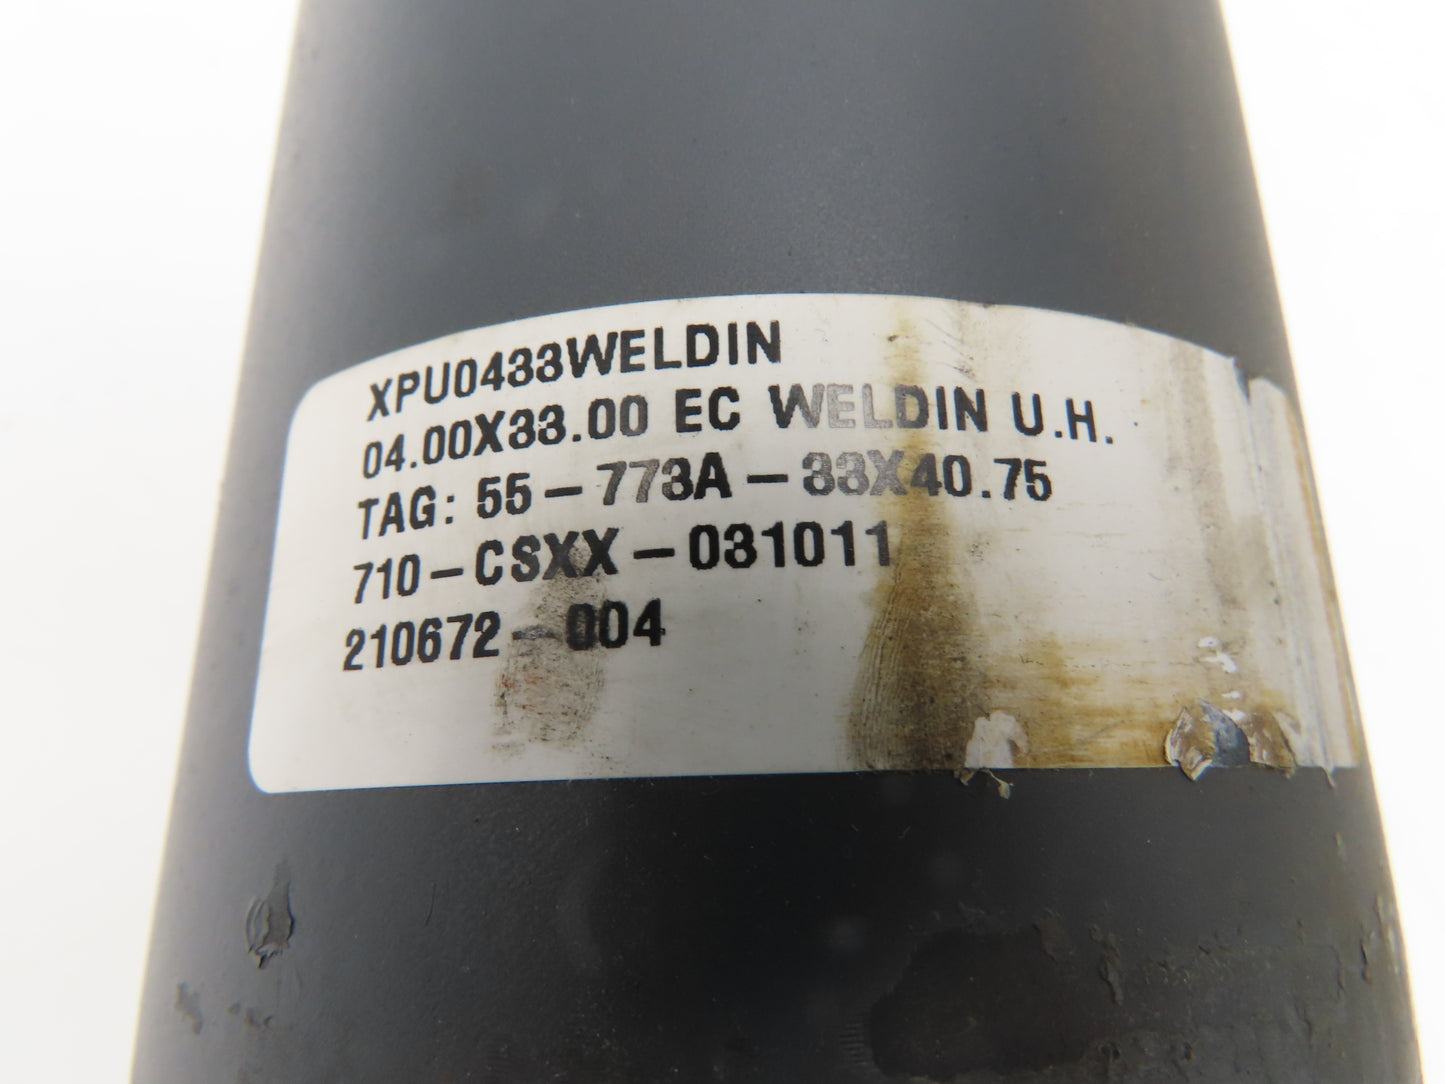 XPU0433WELDIN
04.00X33.00 EC WELDIN U.H.
TAG: 55-773A-33X40.75
710-CSXX-031011
210672-004